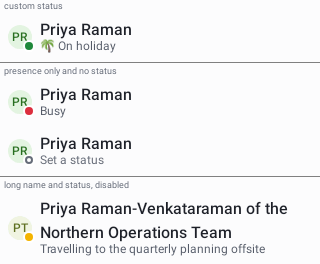 custom status
PR Priya Raman
🌴 On holiday
presence only and no status
PR Priya Raman
Busy
PR Priya Raman
Set a status
long name and status, disabled
Priya Raman-Venkataraman of the
PT Northern Operations Team
Travelling to the quarterly planning offsite